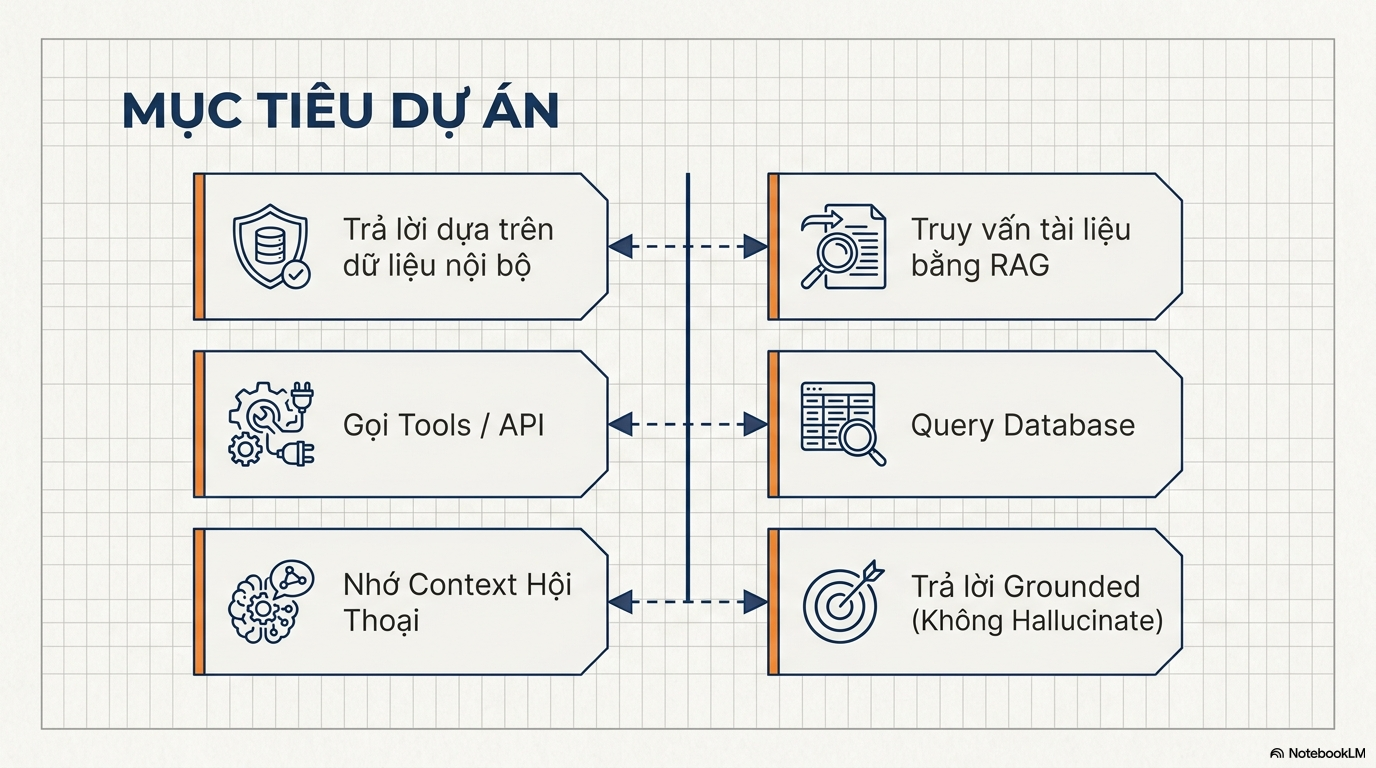 MỤC TIÊU DỰ ÁN
Trả lời dựa trên
dữ liệu nội bộ
Truy vấn tài liệu
bằng RAG
Gọi Tools / API
Query Database
Nhớ Context Hội
Thoại
Trả lời Grounded
(Không Hallucinate)
NotebookLM